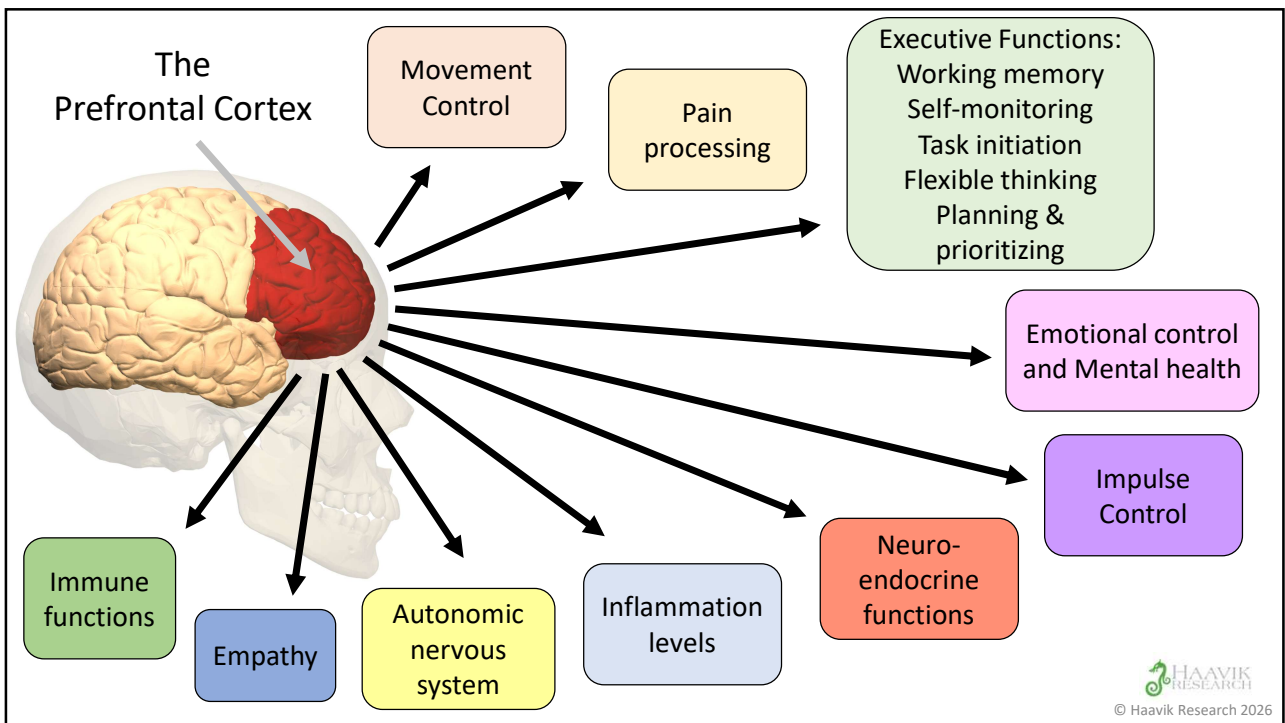 The
Prefrontal Cortex
Movement
Control
Pain
processing
Executive Functions:
Working memory
Self-monitoring
Task initiation
Flexible thinking
Planning &
prioritizing
Emotional control
and Mental health
Impulse
Control
Neuro-
endocrine
functions
Inflammation
levels
Autonomic
nervous
system
Empathy
Immune
functions
HAAVIK
RESEARCH
© Haavik Research 2026